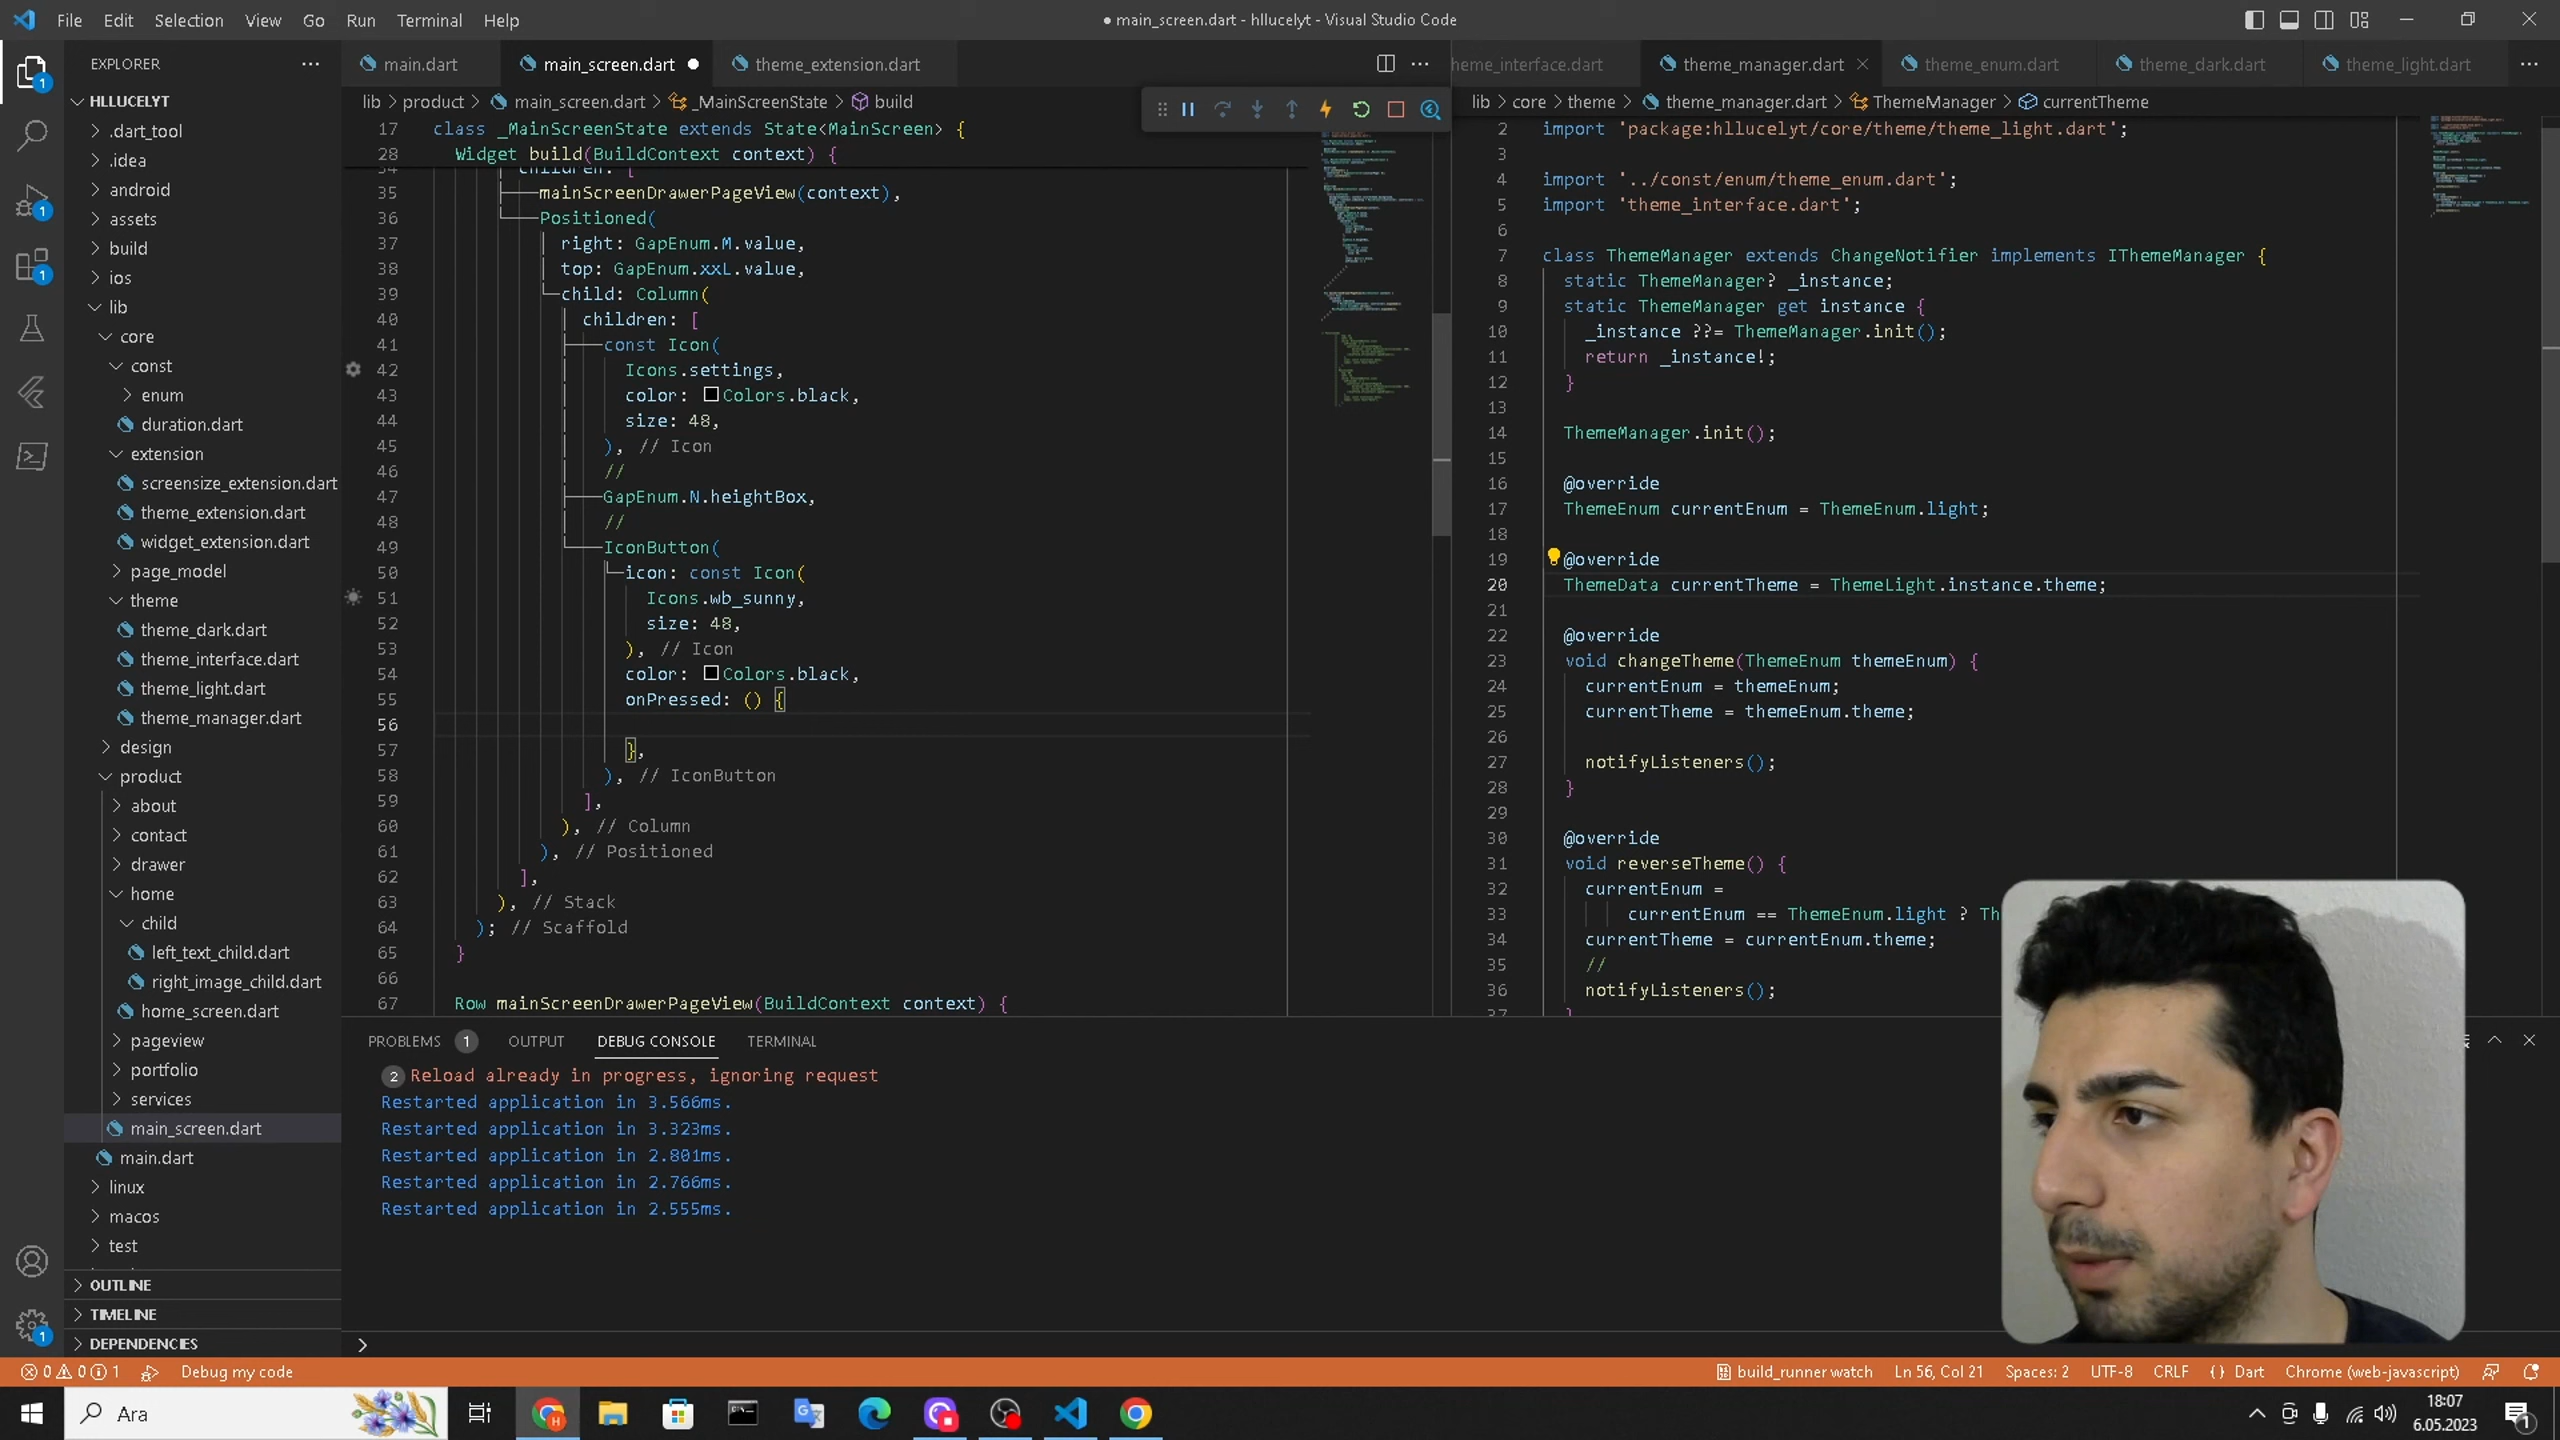 File Edit Selection View Go Run Terminal Help
● main_screen.dart - hllucelyt - Visual Studio Code
EXPLORER
HLLUCELYT
.dart_tool
.idea
android
assets
build
ios
lib
core
const
enum
duration.dart
extension
screensize_extension.dart
theme_extension.dart
widget_extension.dart
page_model
theme
theme_dark.dart
theme_interface.dart
theme_light.dart
theme_manager.dart
design
product
about
contact
drawer
home
child
left_text_child.dart
right_image_child.dart
home_screen.dart
pageview
portfolio
services
main_screen.dart
main.dart
linux
macos
test
OUTLINE
TIMELINE
DEPENDENCIES
main.dart main_screen.dart theme_extension.dart
lib > product > main_screen.dart > _MainScreenState > build
17 class _MainScreenState extends State<MainScreen> {
28 Widget build(BuildContext context) {
children: [
35 mainScreenDrawerPageView(context),
36 Positioned(
37 right: GapEnum.M.value,
38 top: GapEnum.xxL.value,
39 child: Column(
40 children: [
41 const Icon(
42 Icons.settings,
43 color: Colors.black,
44 size: 48,
45 ), // Icon
46 //
47 GapEnum.N.heightBox,
48 //
49 IconButton(
50 icon: const Icon(
51 Icons.wb_sunny,
52 size: 48,
53 ), // Icon
54 color: Colors.black,
55 onPressed: () {
56
57 },
58 ), // IconButton
59 ],
60 ), // Column
61 ), // Positioned
62 ],
63 ), // Stack
64 ); // Scaffold
65 }
66
67 Row mainScreenDrawerPageView(BuildContext context) {
heme_interface.dart theme_manager.dart theme_enum.dart theme_dark.dart theme_light.dart
lib > core > theme > theme_manager.dart > ThemeManager > currentTheme
2 import 'package:hllucelyt/core/theme/theme_light.dart';
3
4 import '../const/enum/theme_enum.dart';
5 import 'theme_interface.dart';
6
7 class ThemeManager extends ChangeNotifier implements IThemeManager {
8 static ThemeManager? _instance;
9 static ThemeManager get instance {
10 _instance ??= ThemeManager.init();
11 return _instance!;
12 }
13
14 ThemeManager.init();
15
16 @override
17 ThemeEnum currentEnum = ThemeEnum.light;
18
19 @override
20 ThemeData currentTheme = ThemeLight.instance.theme;
21
22 @override
23 void changeTheme(ThemeEnum themeEnum) {
24 currentEnum = themeEnum;
25 currentTheme = themeEnum.theme;
26
27 notifyListeners();
28 }
29
30 @override
31 void reverseTheme() {
32 currentEnum =
33 currentEnum == ThemeEnum.light ? Th
34 currentTheme = currentEnum.theme;
35 //
36 notifyListeners();
37 }
PROBLEMS 1 OUTPUT DEBUG CONSOLE TERMINAL
2 Reload already in progress, ignoring request
Restarted application in 3.566ms.
Restarted application in 3.323ms.
Restarted application in 2.801ms.
Restarted application in 2.766ms.
Restarted application in 2.555ms.
0 0 1 Debug my code
build_runner watch Ln 56, Col 21 Spaces: 2 UTF-8 CRLF {} Dart Chrome (web-javascript)
Ara
18:07
6.05.2023
1